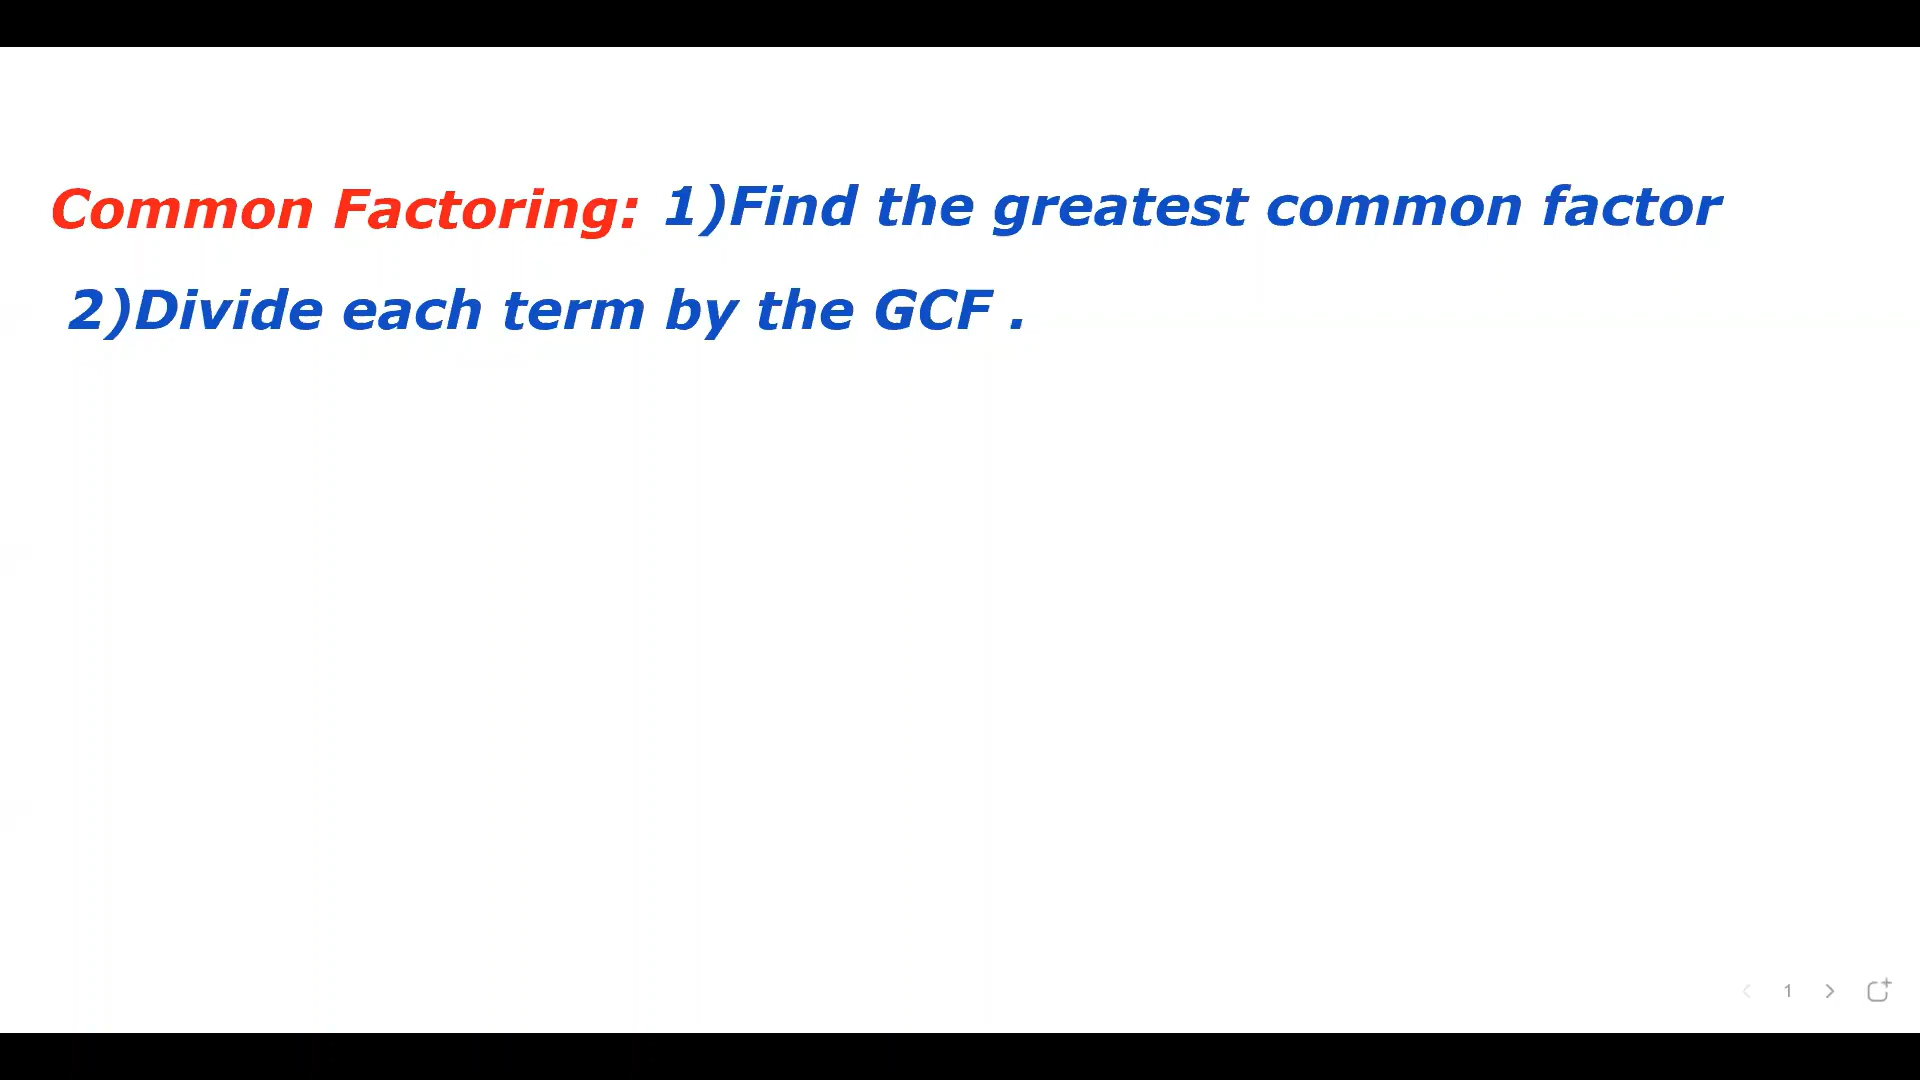 Common Factoring: 1)Find the greatest common factor
2)Divide each term by the GCF .
1